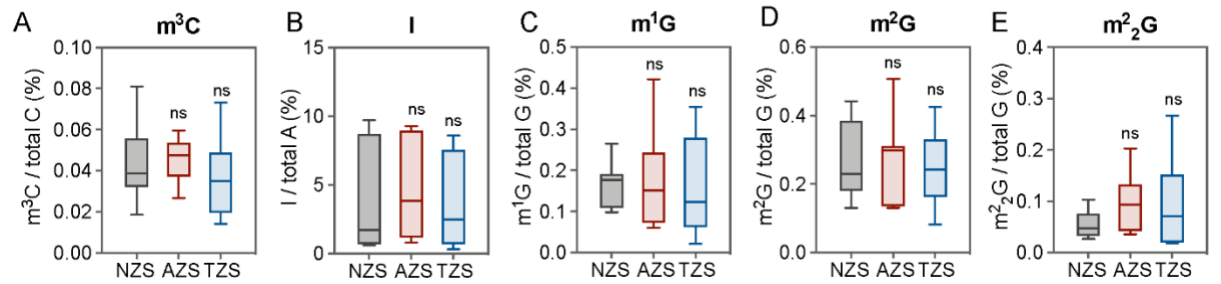 A
m³C
m³C / total C (%)
0.10
0.08
0.06
0.04
0.02
0.00
ns
ns
NZS AZS TZS
B
I
I / total A (%)
15
10
5
0
ns
ns
NZS AZS TZS
C
m¹G
m¹G / total G (%)
0.5
0.4
0.3
0.2
0.1
0.0
ns
ns
NZS AZS TZS
D
m²G
m²G / total G (%)
0.6
0.4
0.2
0.0
ns
ns
NZS AZS TZS
E
m²₂G
m²₂G / total G (%)
0.4
0.3
0.2
0.1
0.0
ns
ns
NZS AZS TZS